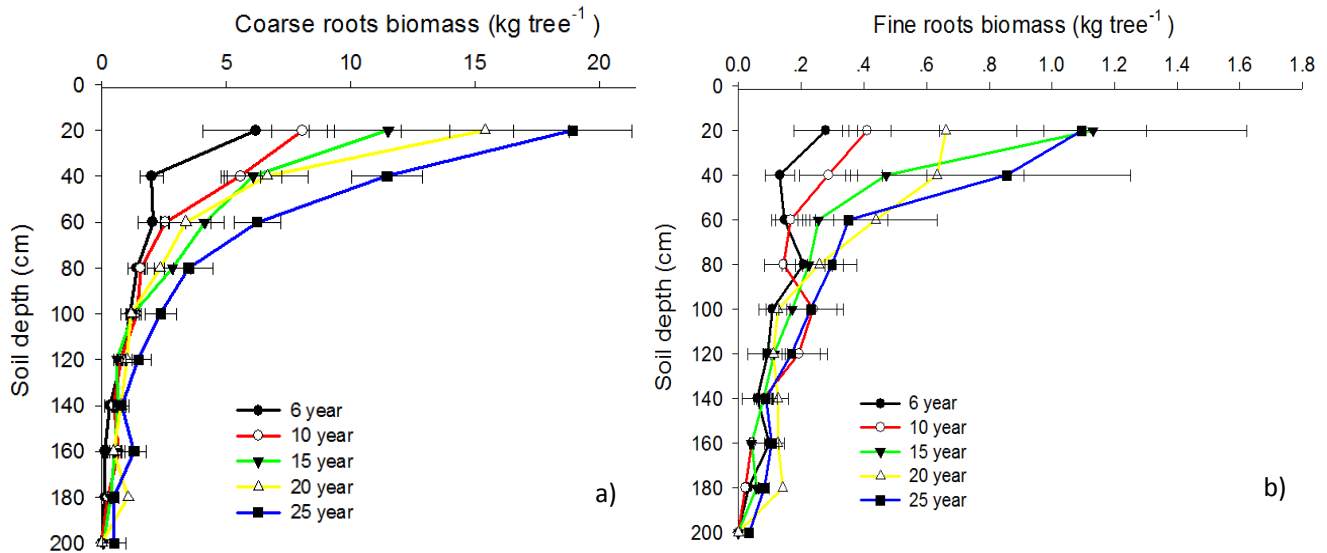 Coarse roots biomass (kg tree-1 )
0 5 10 15 20
0
20
40
60
80
100
120
140
160
180
200
Soil depth (cm)
6 year
10 year
15 year
20 year
25 year
a)
Fine roots biomass (kg tree-1)
0.0 .2 .4 .6 .8 1.0 1.2 1.4 1.6 1.8
0
20
40
60
80
100
120
140
160
180
200
Soil depth (cm)
6 year
10 year
15 year
20 year
25 year
b)